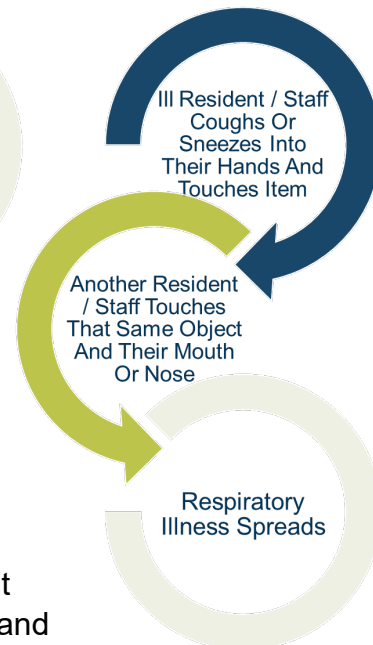 Ill Resident / Staff
Coughs Or
Sneezes Into
Their Hands And
Touches Item
Another Resident
/ Staff Touches
That Same Object
And Their Mouth
Or Nose
Respiratory
Illness Spreads
t
and